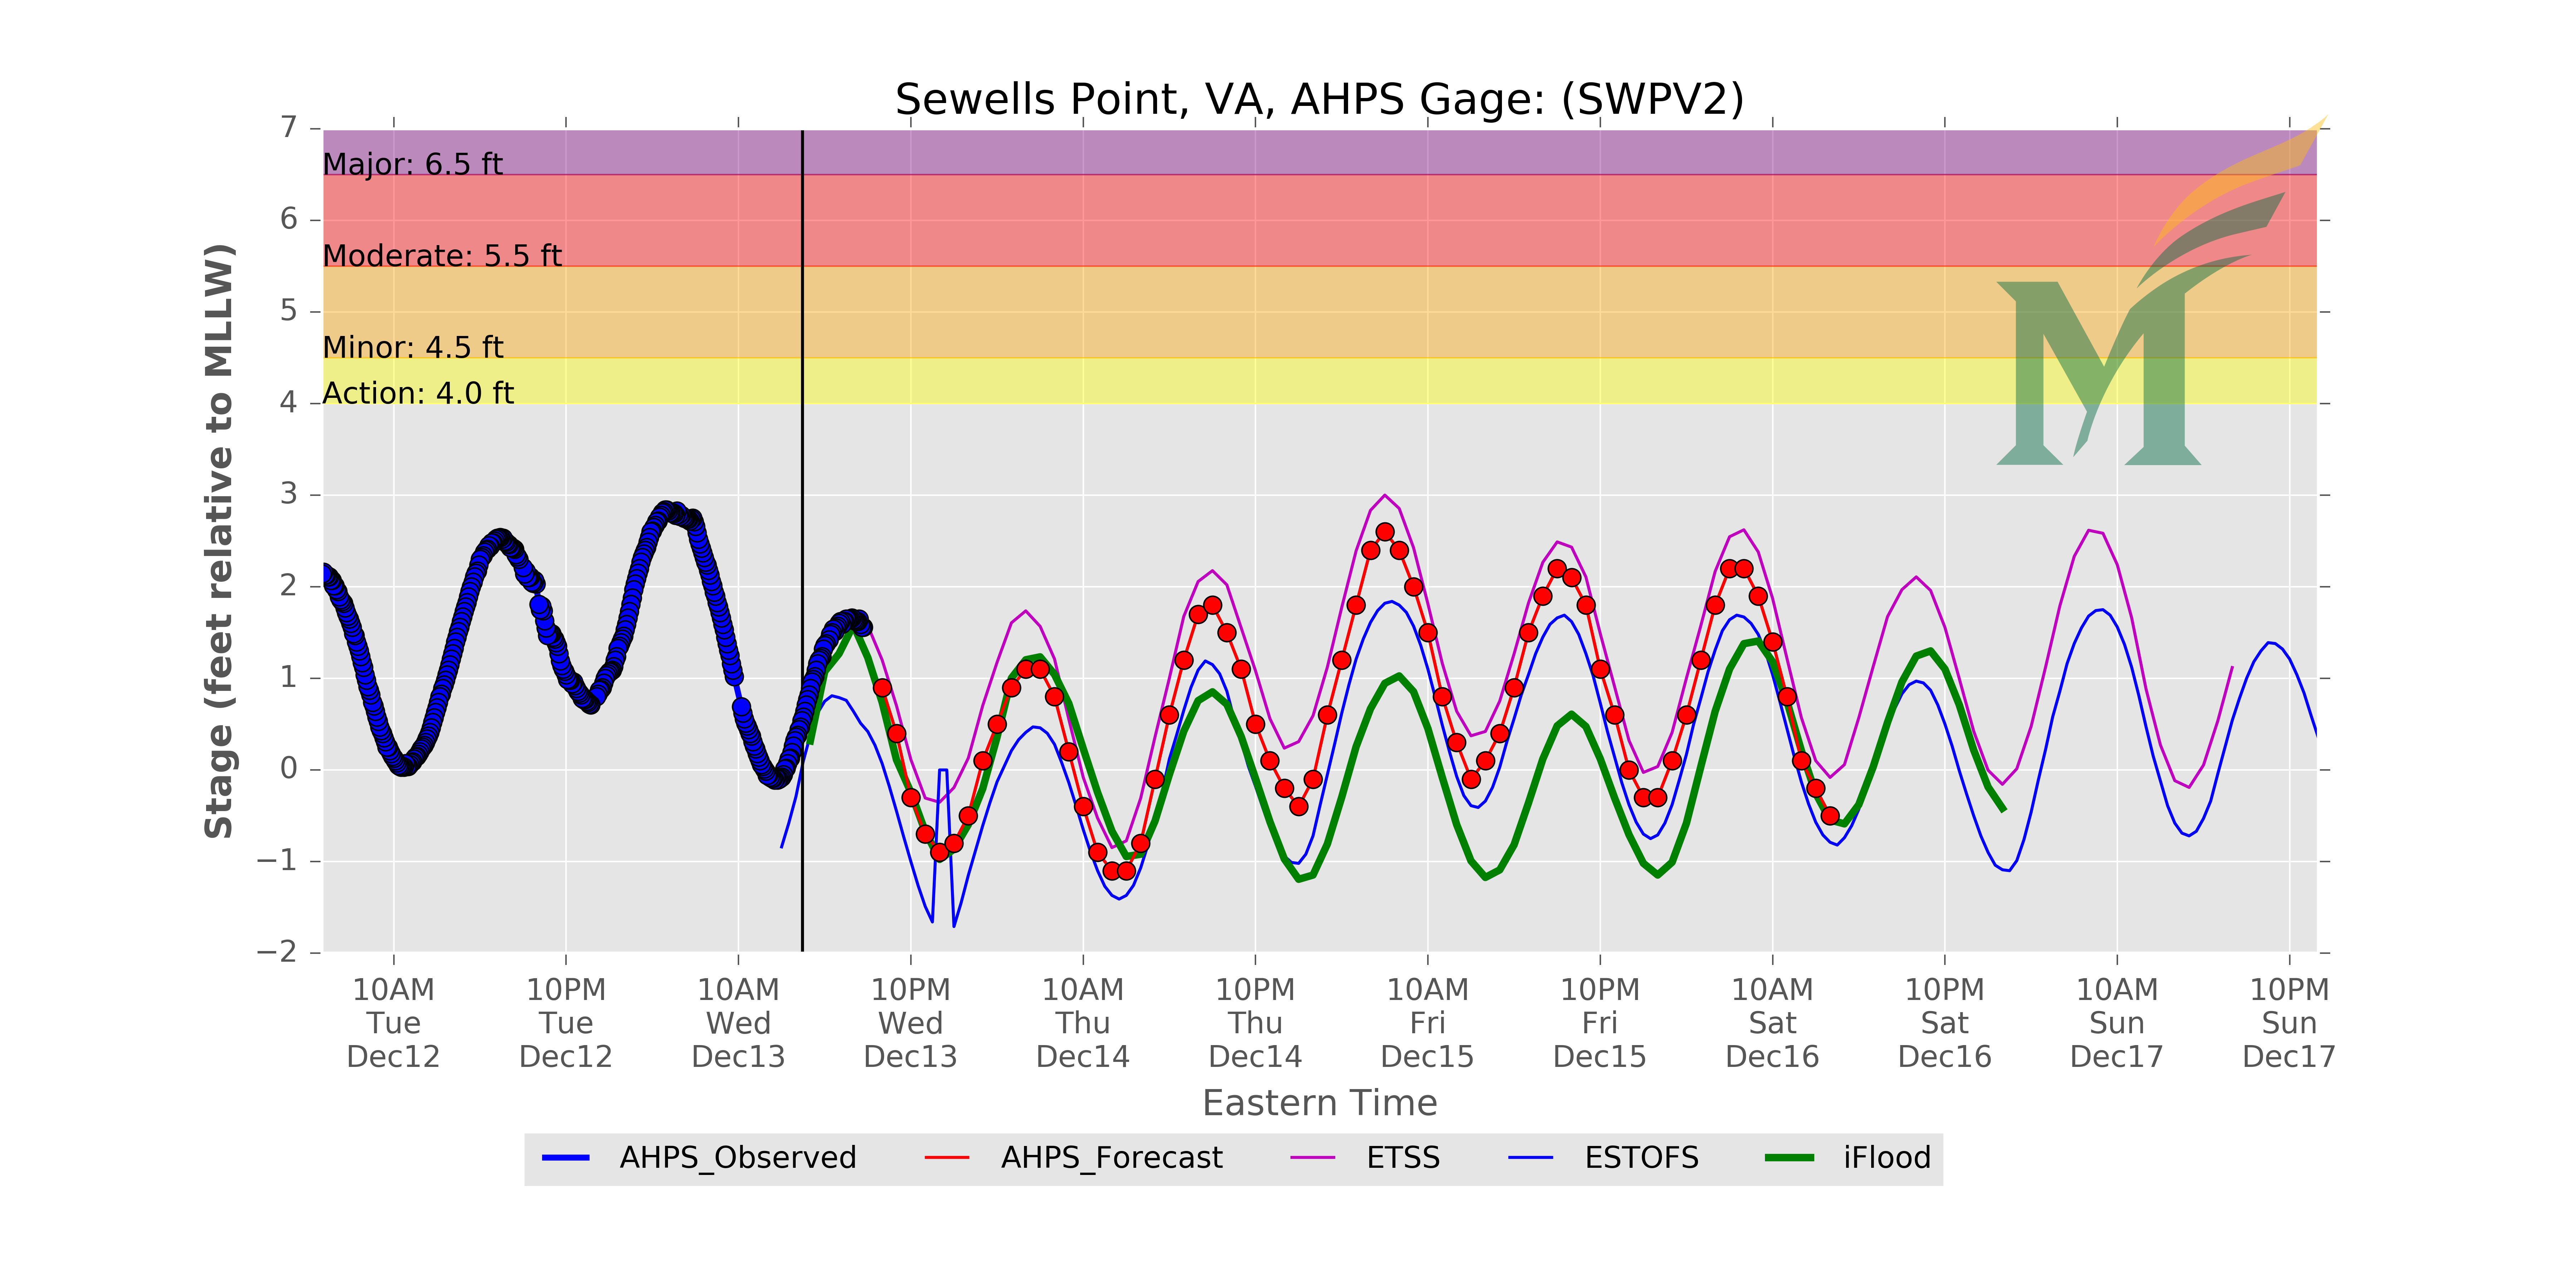 Sewells Point, VA, AHPS Gage: (SWPV2)
Stage (feet relative to MLLW)
7
6
5
4
3
2
1
0
−1
−2
Major: 6.5 ft
Moderate: 5.5 ft
Minor: 4.5 ft
Action: 4.0 ft
M
10AM Tue Dec12
10PM Tue Dec12
10AM Wed Dec13
10PM Wed Dec13
10AM Thu Dec14
10PM Thu Dec14
10AM Fri Dec15
10PM Fri Dec15
10AM Sat Dec16
10PM Sat Dec16
10AM Sun Dec17
10PM Sun Dec17
Eastern Time
AHPS_Observed
AHPS_Forecast
ETSS
ESTOFS
iFlood